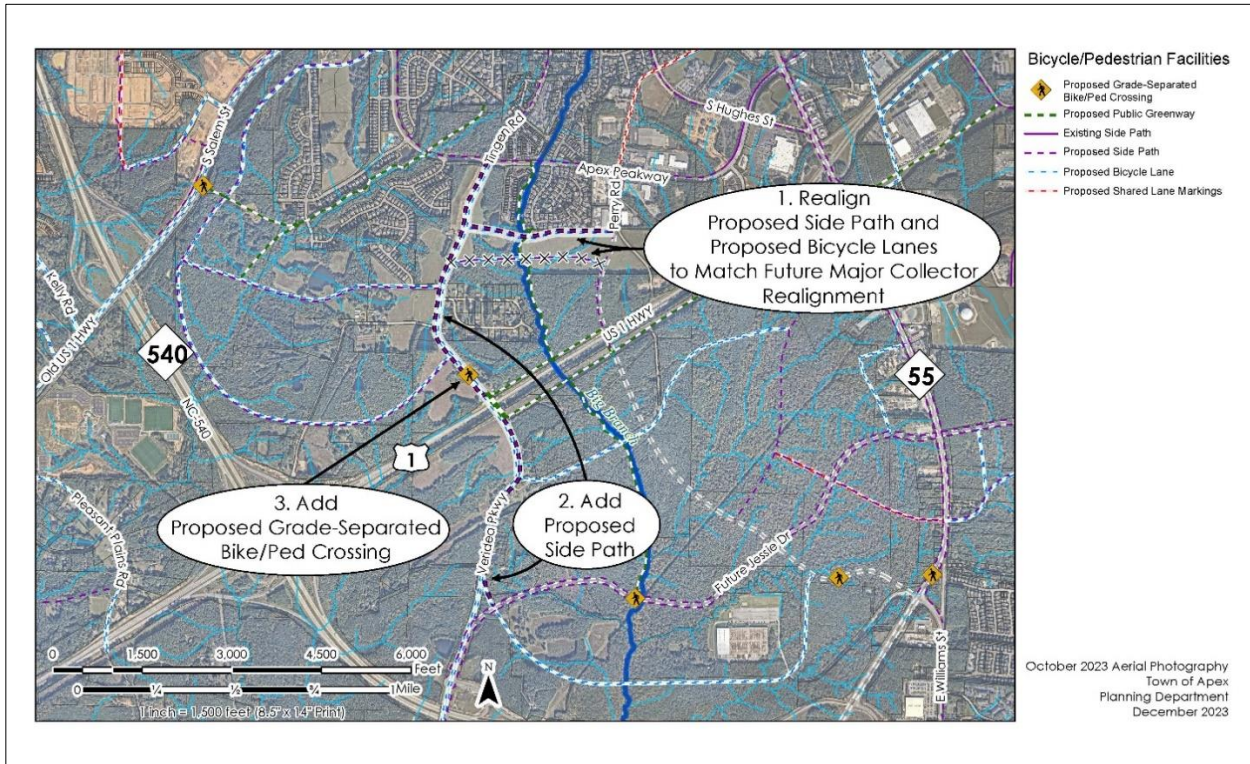 Bicycle/Pedestrian Facilities
Proposed Grade-Separated
Bike/Ped Crossing
Proposed Public Greenway
Existing Side Path
Proposed Side Path
Proposed Bicycle Lane
Proposed Shared Lane Markings
S Salem St
Tingen Rd
S Hughes St
Apex Peakway
Perry Rd
1. Realign
Proposed Side Path and
Proposed Bicycle Lanes
to Match Future Major Collector
Realignment
Kelly Rd
Old US 1 HWY
540
NC-540
US 1 HWY
55
Big Branch
1
3. Add
Proposed Grade-Separated
Bike/Ped Crossing
2. Add
Proposed
Side Path
Veridea Pkwy
Pleasant Plains Rd
Future Jessie Dr
E Williams St
0 1,500 3,000 4,500 6,000
Feet
0 ¼ ½ ¾ 1
Mile
N
1 inch = 1,500 feet (8.5" x 14" Print)
October 2023 Aerial Photography
Town of Apex
Planning Department
December 2023